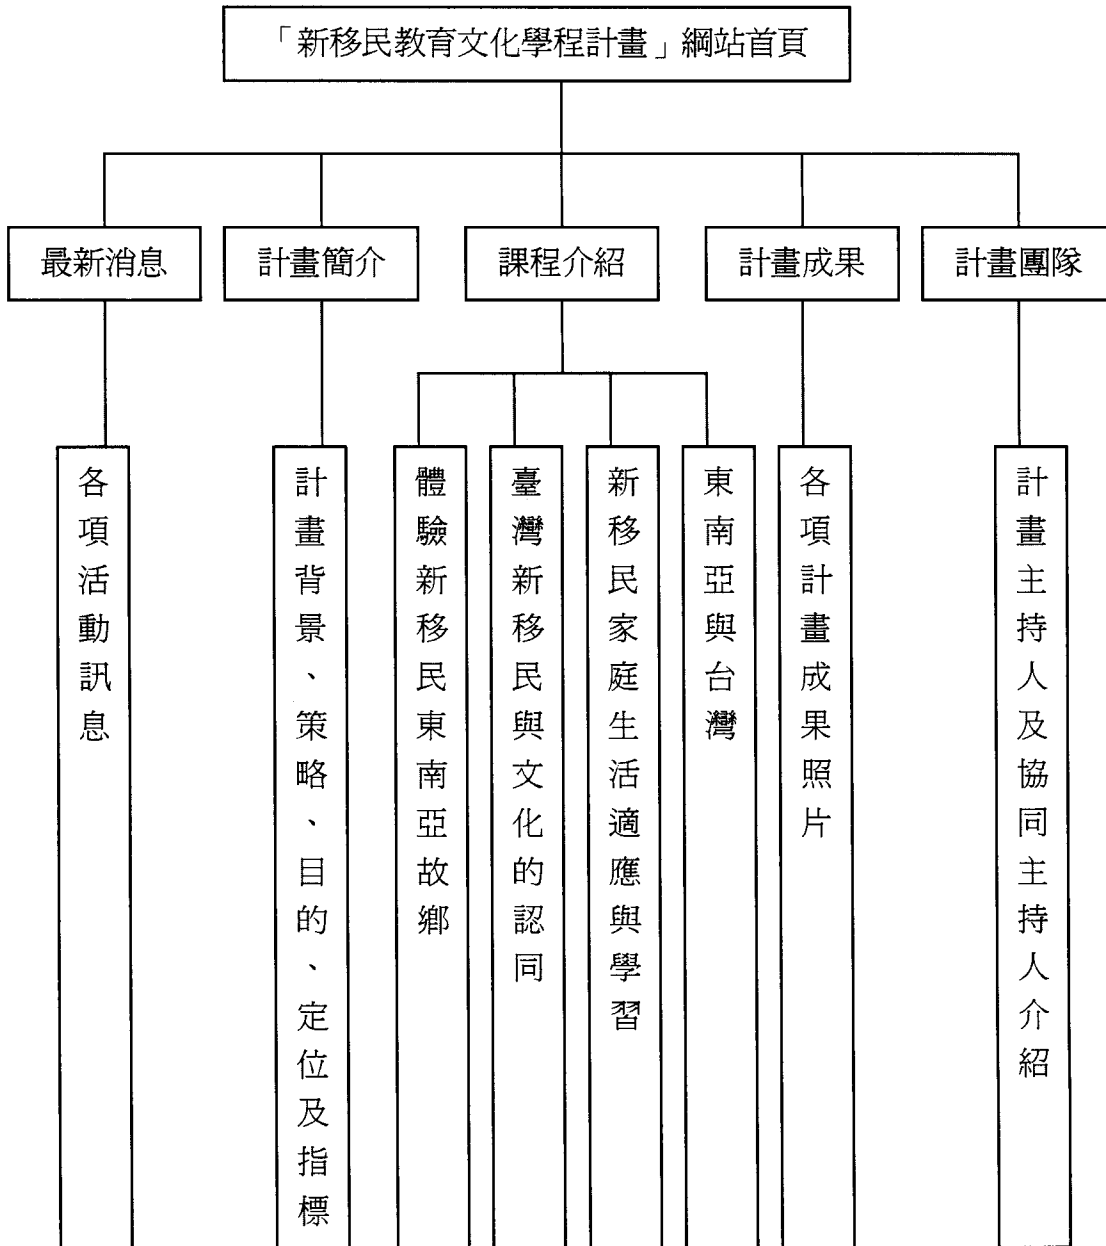 「新移民教育文化學程計畫」網站首頁
最新消息
計畫簡介
課程介紹
計畫成果
計畫團隊
各項活動訊息
計畫背景、策略、目的、定位及指標
體驗新移民東南亞故鄉
臺灣新移民與文化的認同
新移民家庭生活適應與學習
東南亞與台灣
各項計畫成果照片
計畫主持人及協同主持人介紹